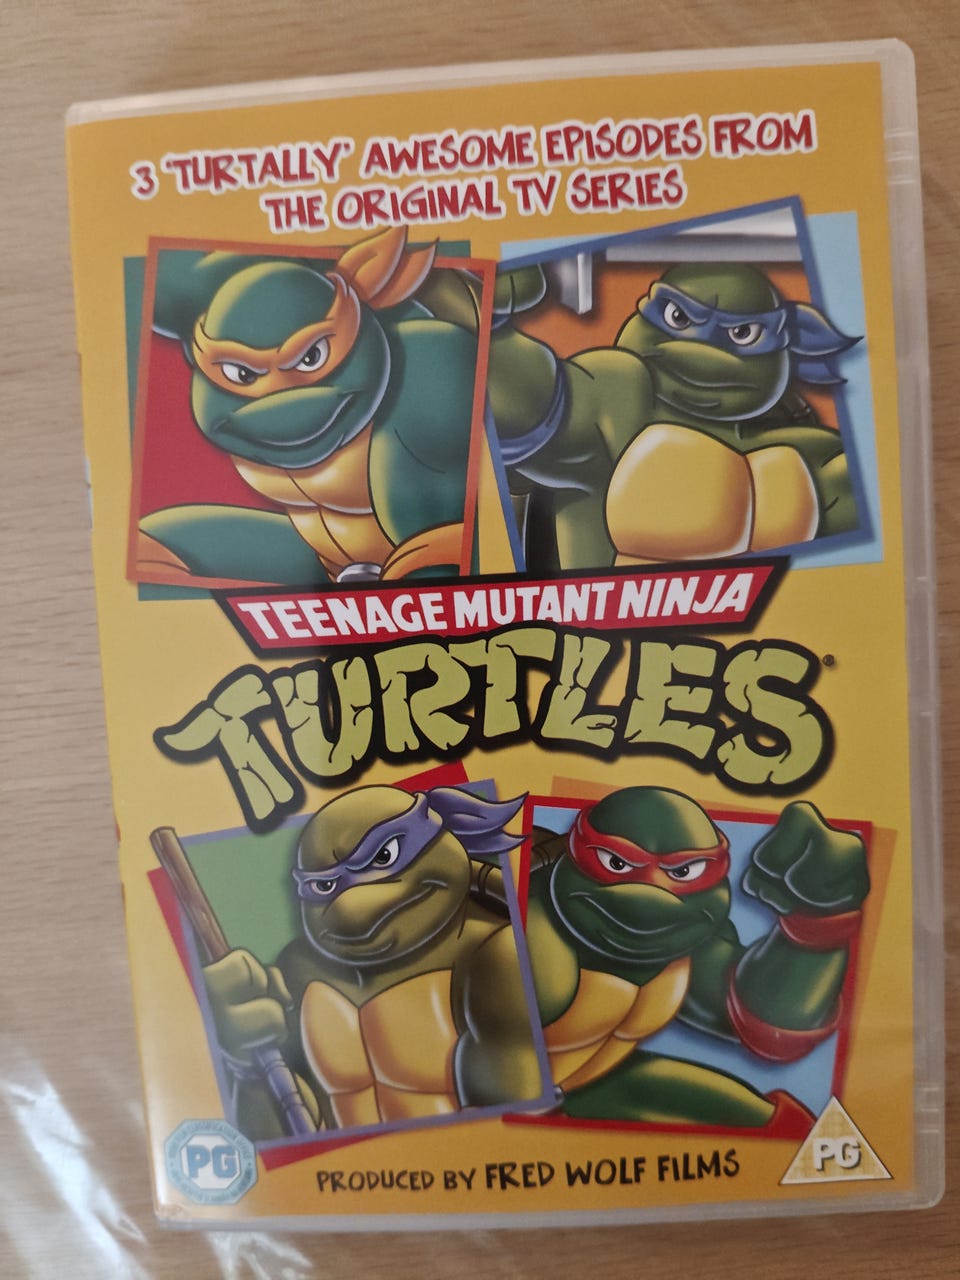 3 'TURTALLY' AWESOME EPISODES FROM
THE ORIGINAL TV SERIES
TEENAGE MUTANT NINJA
TURTLES®
PG
PRODUCED BY FRED WOLF FILMS
PG